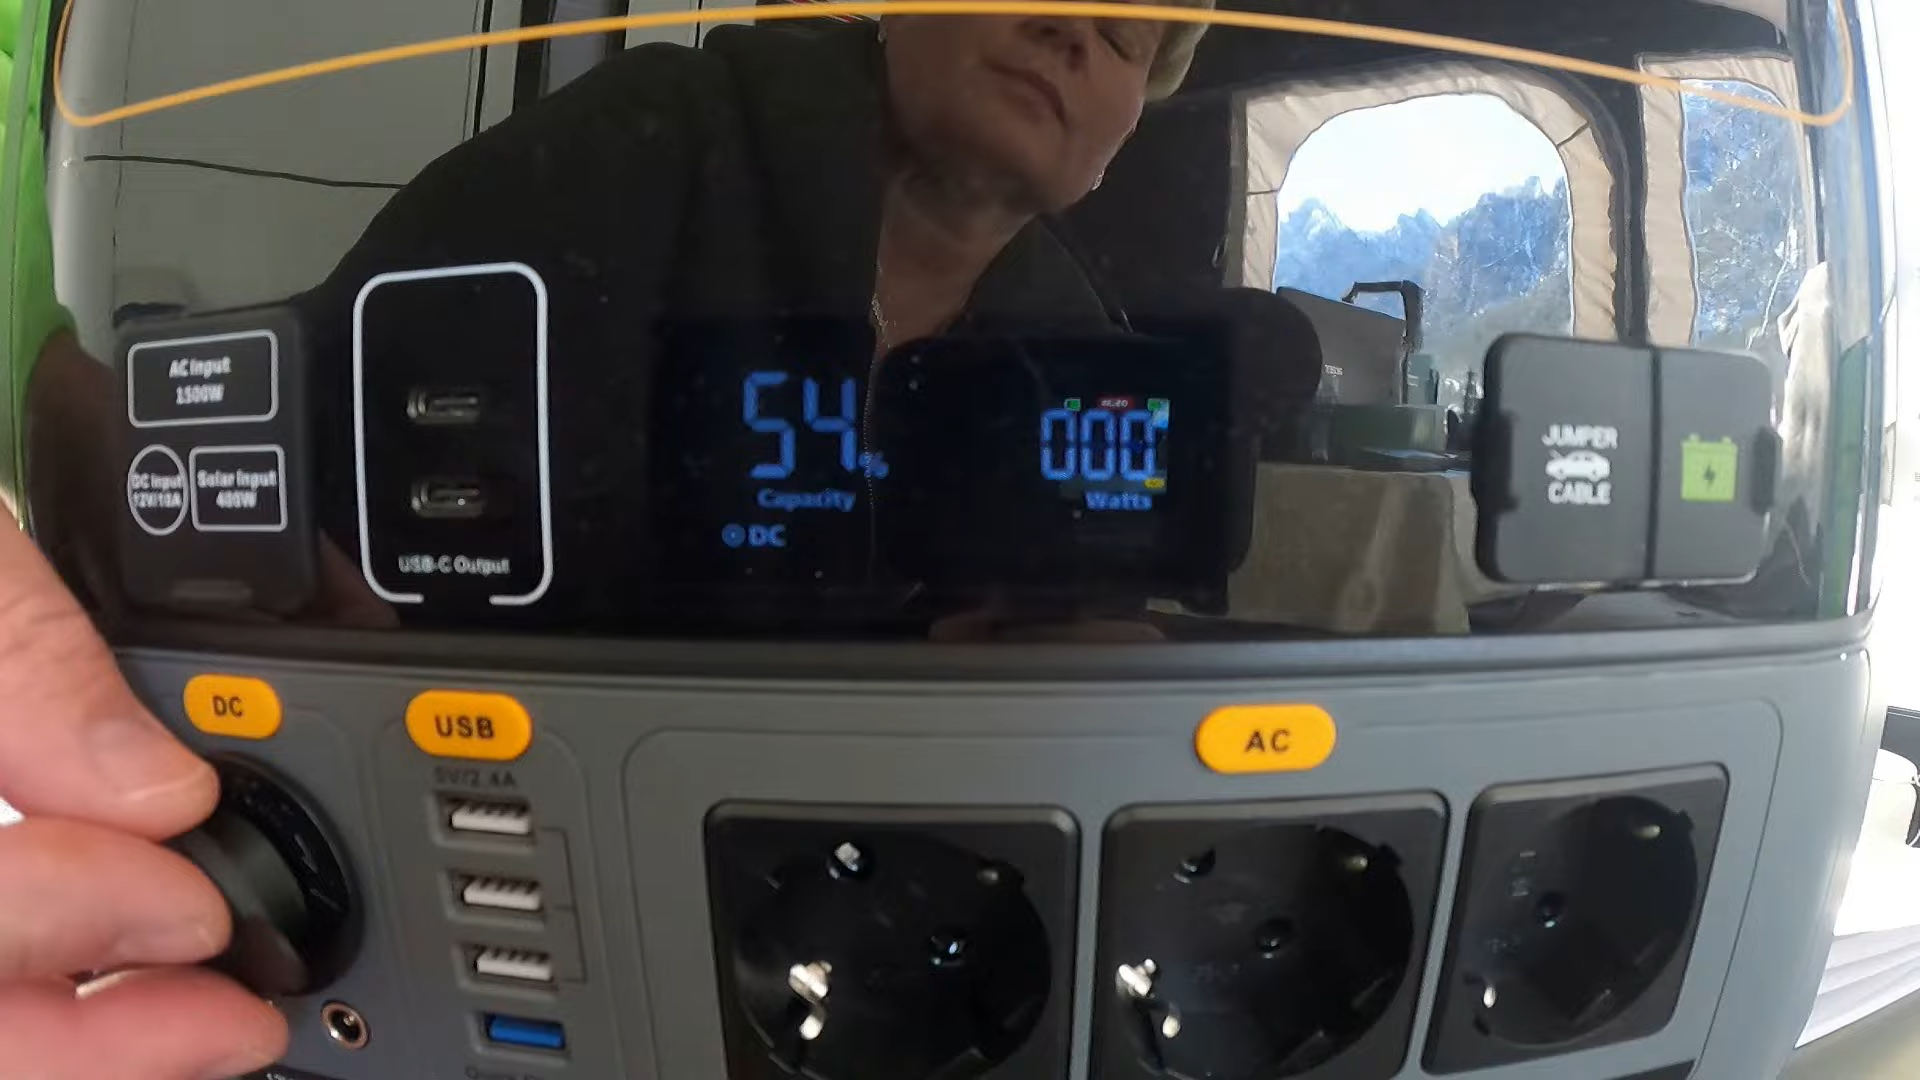 AC Input
1500W
DC Input
12V/10A
Solar Input
400W
USB-C Output
54%
Capacity
DC
000
Watts
JUMPER
CABLE
DC
USB
AC
5V/2.4A